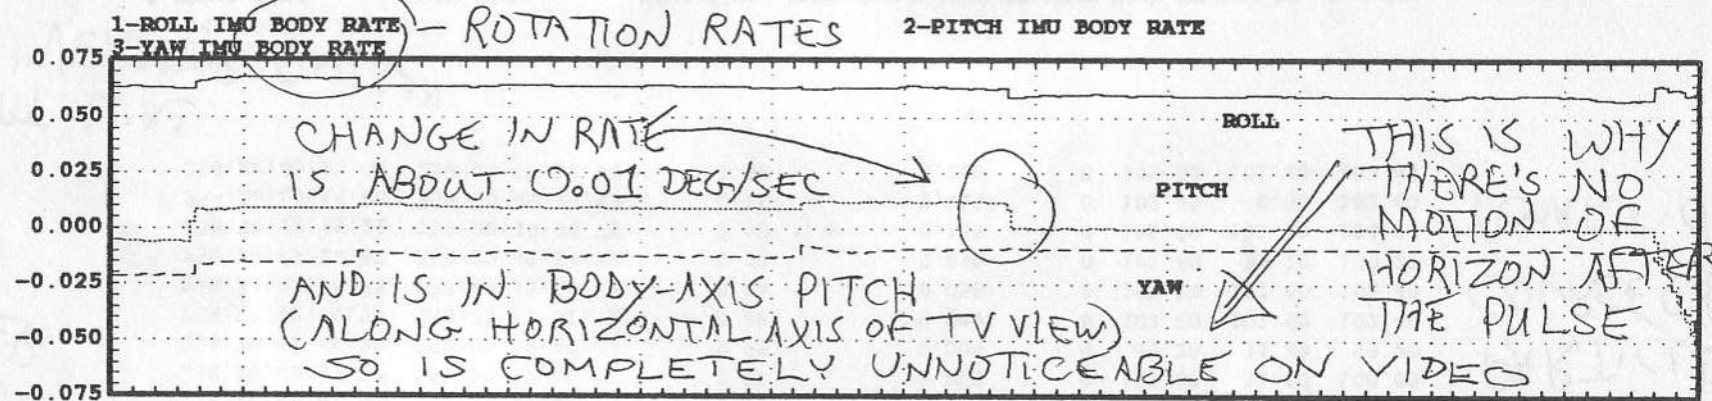 1-ROLL IMU BODY RATE - ROTATION RATES 2-PITCH IMU BODY RATE
3-YAW IMU BODY RATE
0.075
0.050
0.025
0.000
-0.025
-0.050
-0.075
ROLL
PITCH
YAW
CHANGE IN RATE
IS ABOUT 0.01 DEG/SEC
AND IS IN BODY-AXIS PITCH
(ALONG HORIZONTAL AXIS OF TV VIEW)
SO IS COMPLETELY UNNOTICEABLE ON VIDEO
THIS IS WHY
THERE'S NO
MOTION OF
HORIZON AFTER
THE PULSE